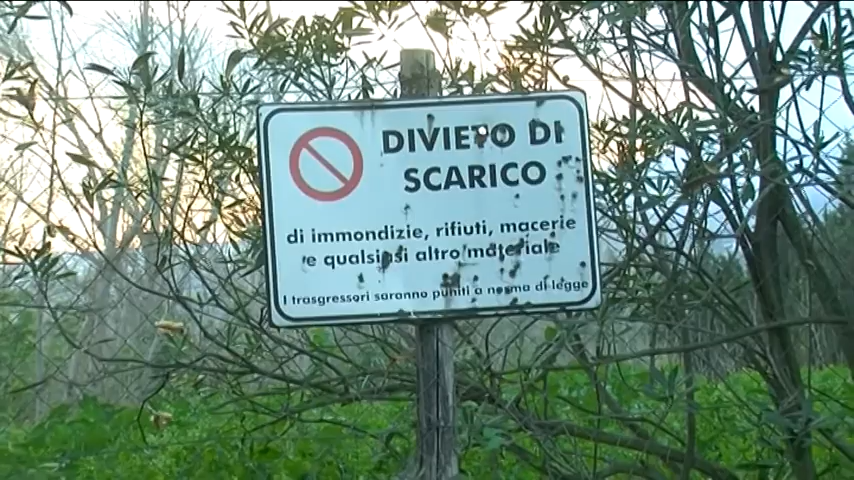 DIVIETO DI
SCARICO
di immondizie, rifiuti, macerie
e qualsiasi altro materiale
I trasgressori saranno puniti a norma di legge